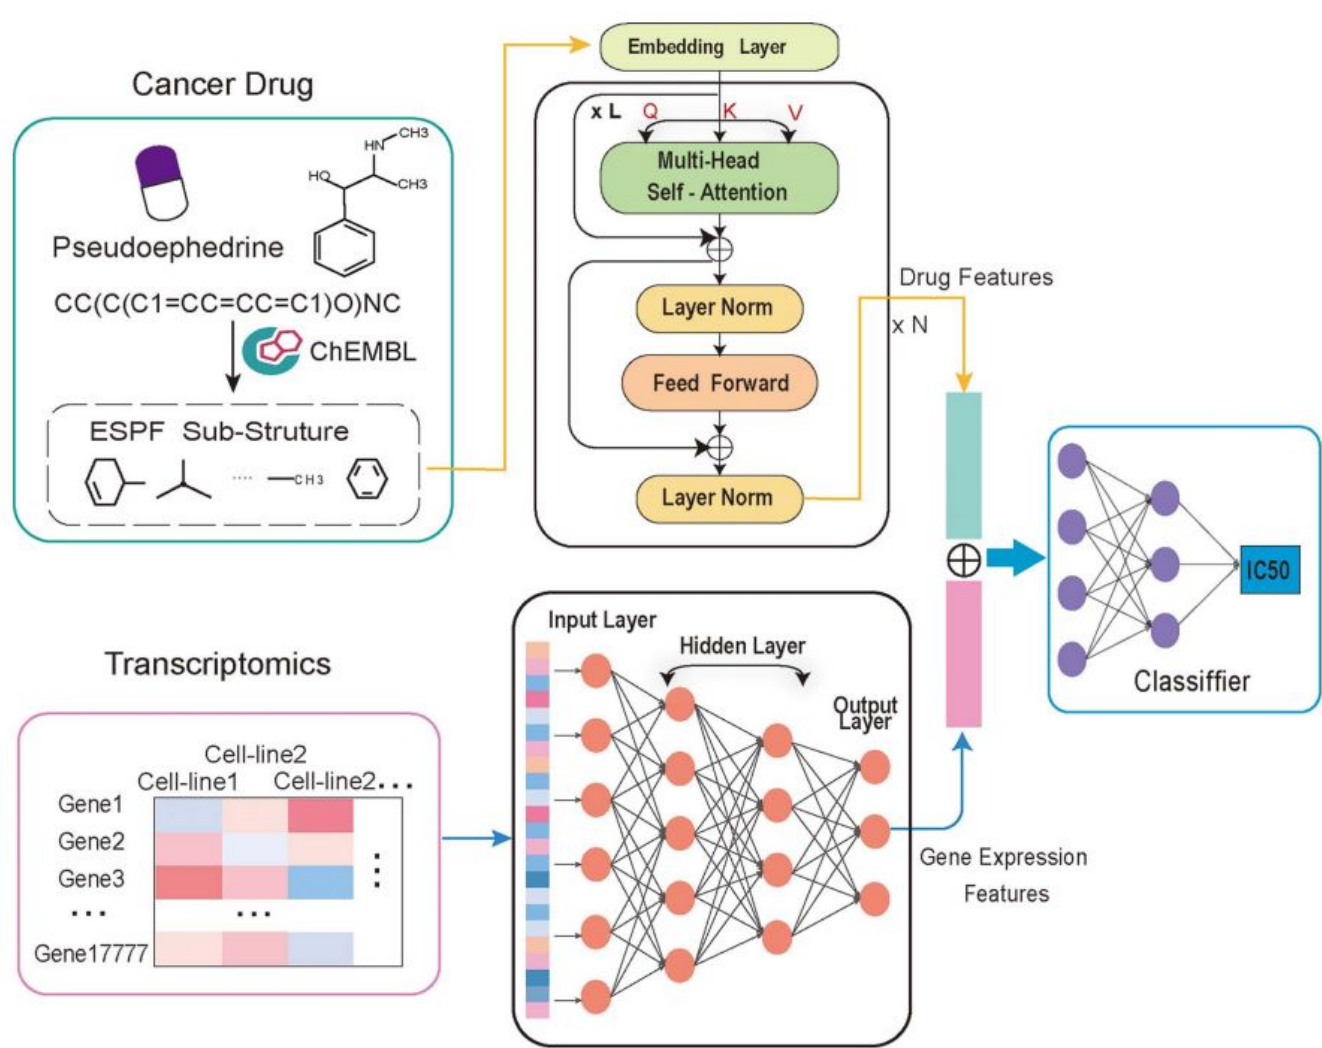 Cancer Drug
HN
CH3
HO
CH3
Pseudoephedrine
CC(C(C1=CC=CC=C1)O)NC
ChEMBL
ESPF Sub-Struture
.... CH3
Embedding Layer
x L Q K V
Multi-Head
Self - Attention
Layer Norm
Feed Forward
Layer Norm
Drug Features
x N
IC50
Classiffier
Transcriptomics
Cell-line2
Cell-line1 Cell-line2...
Gene1
Gene2
Gene3
...
...
Gene17777
Input Layer
Hidden Layer
Output
Layer
Gene Expression
Features